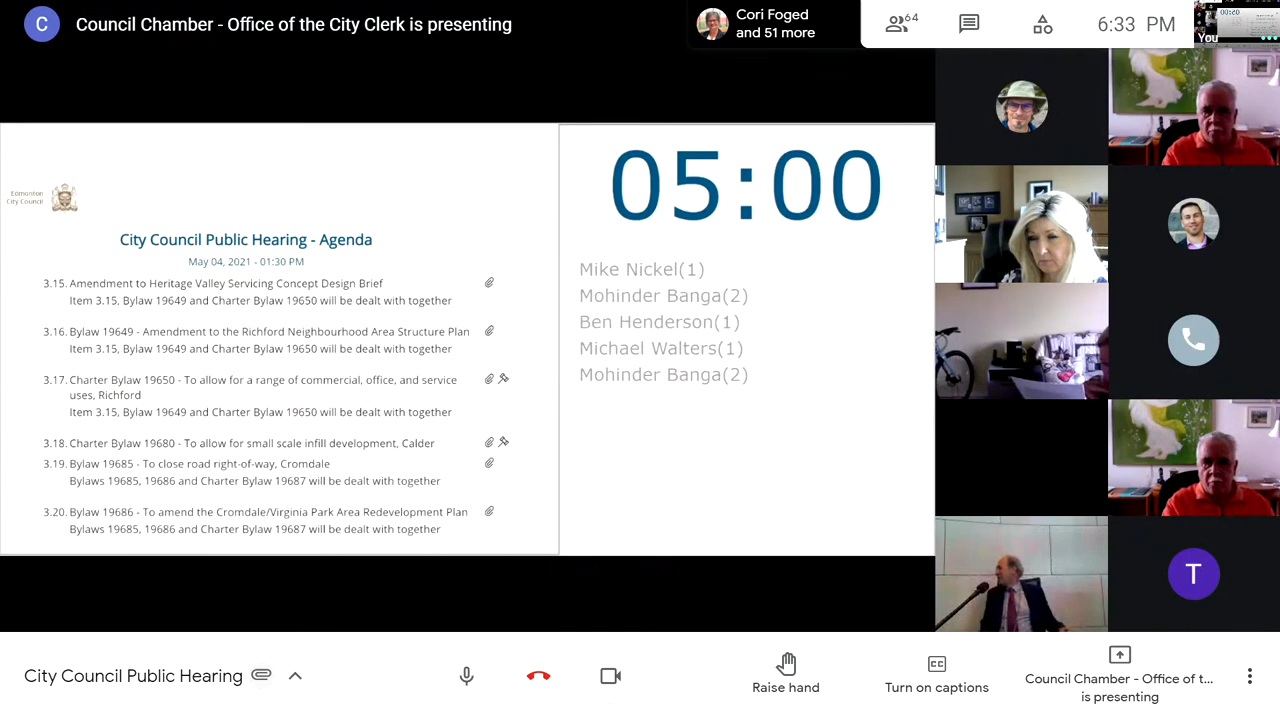 C
Council Chamber - Office of the City Clerk is presenting
Cori Foged
and 51 more
64
6:33 PM
You
Edmonton
City Council
City Council Public Hearing - Agenda
May 04, 2021 - 01:30 PM
3.15. Amendment to Heritage Valley Servicing Concept Design Brief
Item 3.15, Bylaw 19649 and Charter Bylaw 19650 will be dealt with together
3.16. Bylaw 19649 - Amendment to the Richford Neighbourhood Area Structure Plan
Item 3.15, Bylaw 19649 and Charter Bylaw 19650 will be dealt with together
3.17. Charter Bylaw 19650 - To allow for a range of commercial, office, and service
uses, Richford
Item 3.15, Bylaw 19649 and Charter Bylaw 19650 will be dealt with together
3.18. Charter Bylaw 19680 - To allow for small scale infill development, Calder
3.19. Bylaw 19685 - To close road right-of-way, Cromdale
Bylaws 19685, 19686 and Charter Bylaw 19687 will be dealt with together
3.20. Bylaw 19686 - To amend the Cromdale/Virginia Park Area Redevelopment Plan
Bylaws 19685, 19686 and Charter Bylaw 19687 will be dealt with together
05:00
Mike Nickel(1)
Mohinder Banga(2)
Ben Henderson(1)
Michael Walters(1)
Mohinder Banga(2)
T
City Council Public Hearing
Raise hand
CC
Turn on captions
Council Chamber - Office of t...
is presenting